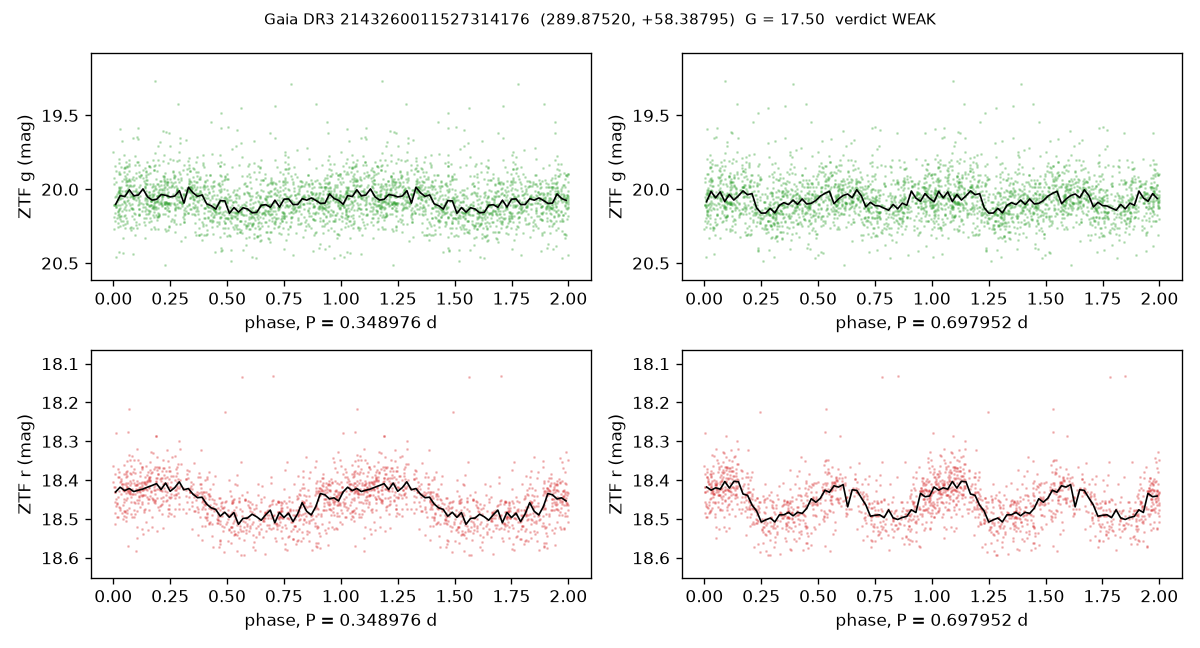 Gaia DR3 2143260011527314176  (289.87520, +58.38795)  G = 17.50  verdict WEAK
ZTF g (mag)
19.5
20.0
20.5
0.00 0.25 0.50 0.75 1.00 1.25 1.50 1.75 2.00
phase, P = 0.348976 d
ZTF g (mag)
19.5
20.0
20.5
0.00 0.25 0.50 0.75 1.00 1.25 1.50 1.75 2.00
phase, P = 0.697952 d
ZTF r (mag)
18.1
18.2
18.3
18.4
18.5
18.6
0.00 0.25 0.50 0.75 1.00 1.25 1.50 1.75 2.00
phase, P = 0.348976 d
ZTF r (mag)
18.1
18.2
18.3
18.4
18.5
18.6
0.00 0.25 0.50 0.75 1.00 1.25 1.50 1.75 2.00
phase, P = 0.697952 d